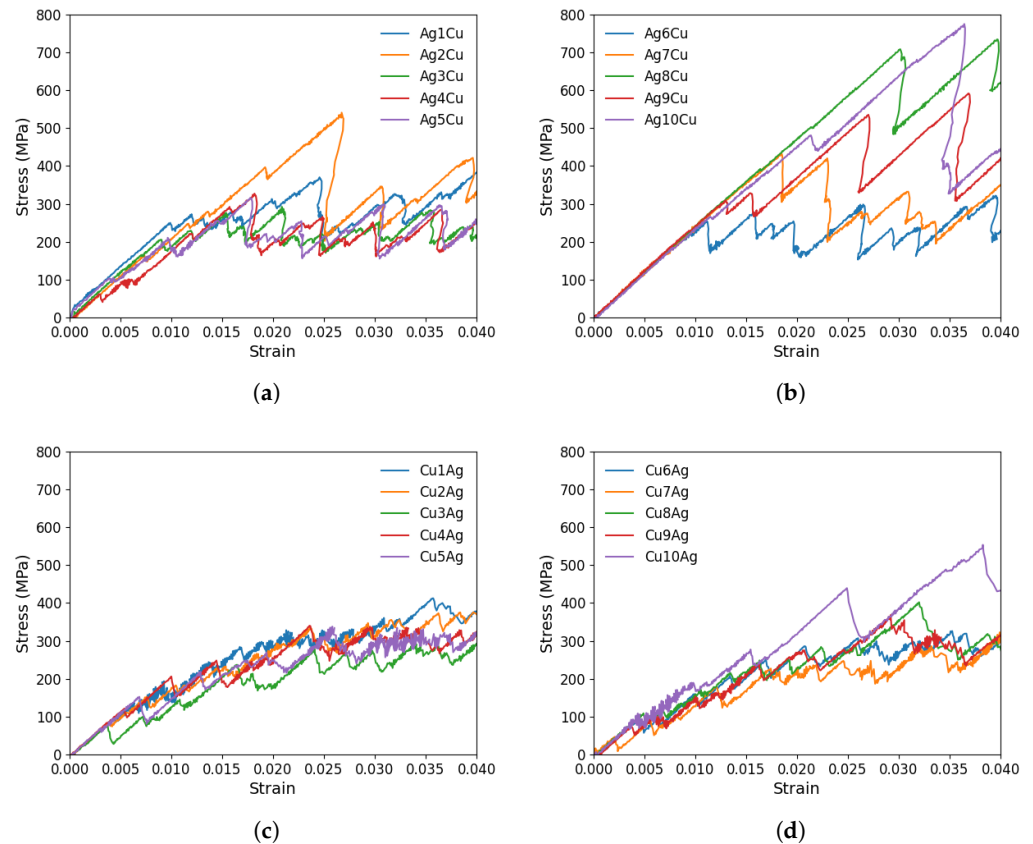 800
700
600
500
400
300
200
100
0
Stress (MPa)
Ag1Cu
Ag2Cu
Ag3Cu
Ag4Cu
Ag5Cu
0.000 0.005 0.010 0.015 0.020 0.025 0.030 0.035 0.040
Strain
(a)
800
700
600
500
400
300
200
100
0
Stress (MPa)
Ag6Cu
Ag7Cu
Ag8Cu
Ag9Cu
Ag10Cu
0.000 0.005 0.010 0.015 0.020 0.025 0.030 0.035 0.040
Strain
(b)
800
700
600
500
400
300
200
100
0
Stress (MPa)
Cu1Ag
Cu2Ag
Cu3Ag
Cu4Ag
Cu5Ag
0.000 0.005 0.010 0.015 0.020 0.025 0.030 0.035 0.040
Strain
(c)
800
700
600
500
400
300
200
100
0
Stress (MPa)
Cu6Ag
Cu7Ag
Cu8Ag
Cu9Ag
Cu10Ag
0.000 0.005 0.010 0.015 0.020 0.025 0.030 0.035 0.040
Strain
(d)